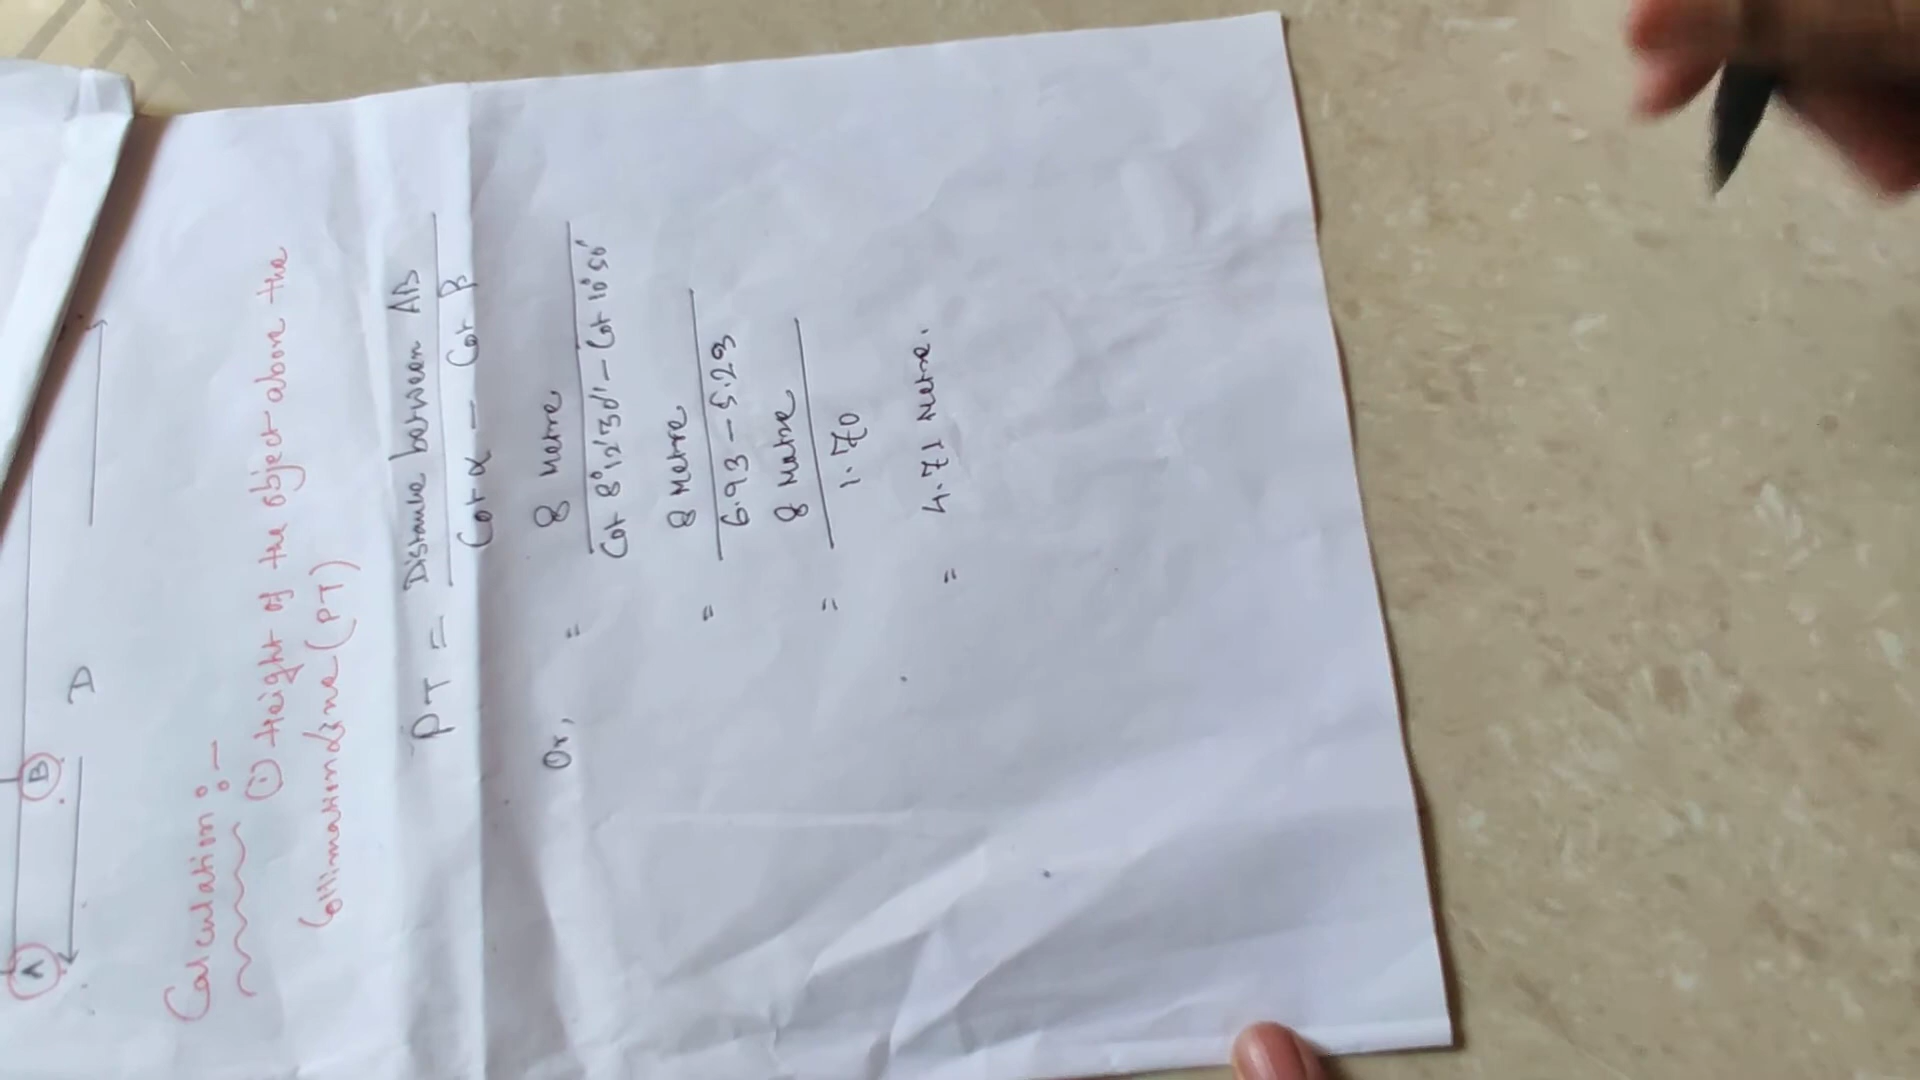 A
B
D
Calculation :-
(i) Height of the object above the
Collimation Line (PT)
PT = Distance between AB
Cot α - Cot β
Or, = 8 Metre
Cot 8°12'30" - Cot 10°50'
= 8 Metre
6.93 - 5.23
= 8 Metre
1.70
= 4.71 Metre.